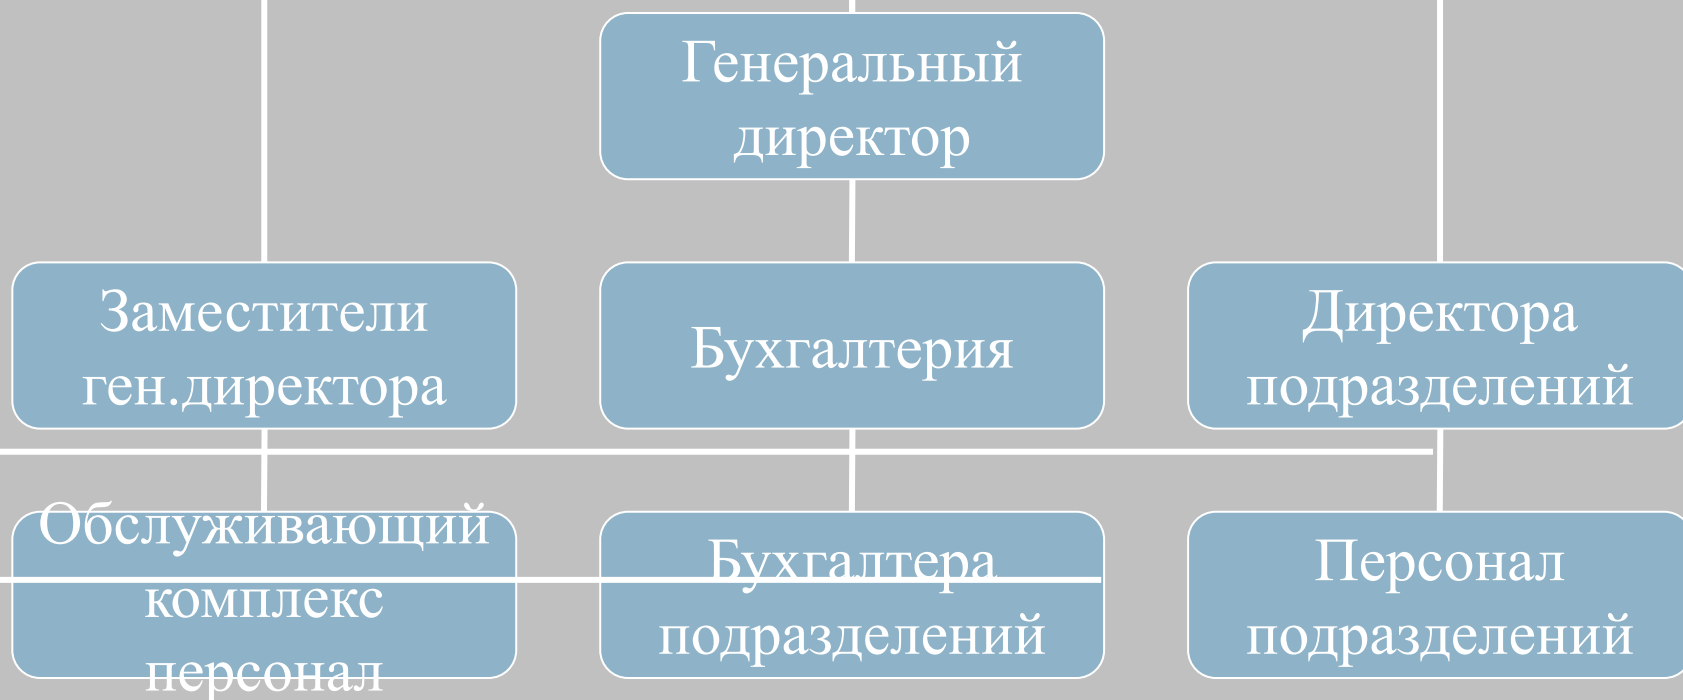 Генеральный
директор
Заместители
ген.директора
Бухгалтерия
Директора
подразделений
Обслуживающий
комплекс
персонал
Бухгалтера
подразделений
Персонал
подразделений